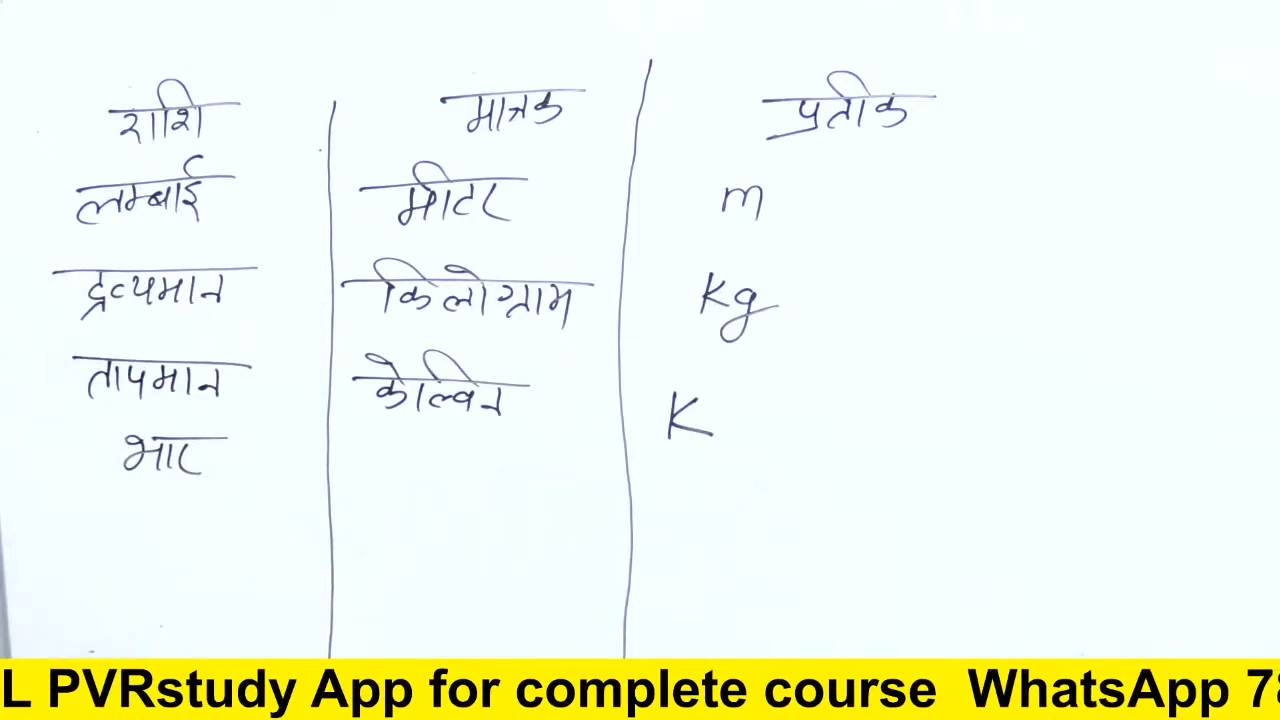 राशि मात्रक प्रतीक
लम्बाई मीटर m
द्रव्यमान किलोग्राम Kg
तापमान केल्विन K
भार
L PVRstudy App for complete course WhatsApp 78